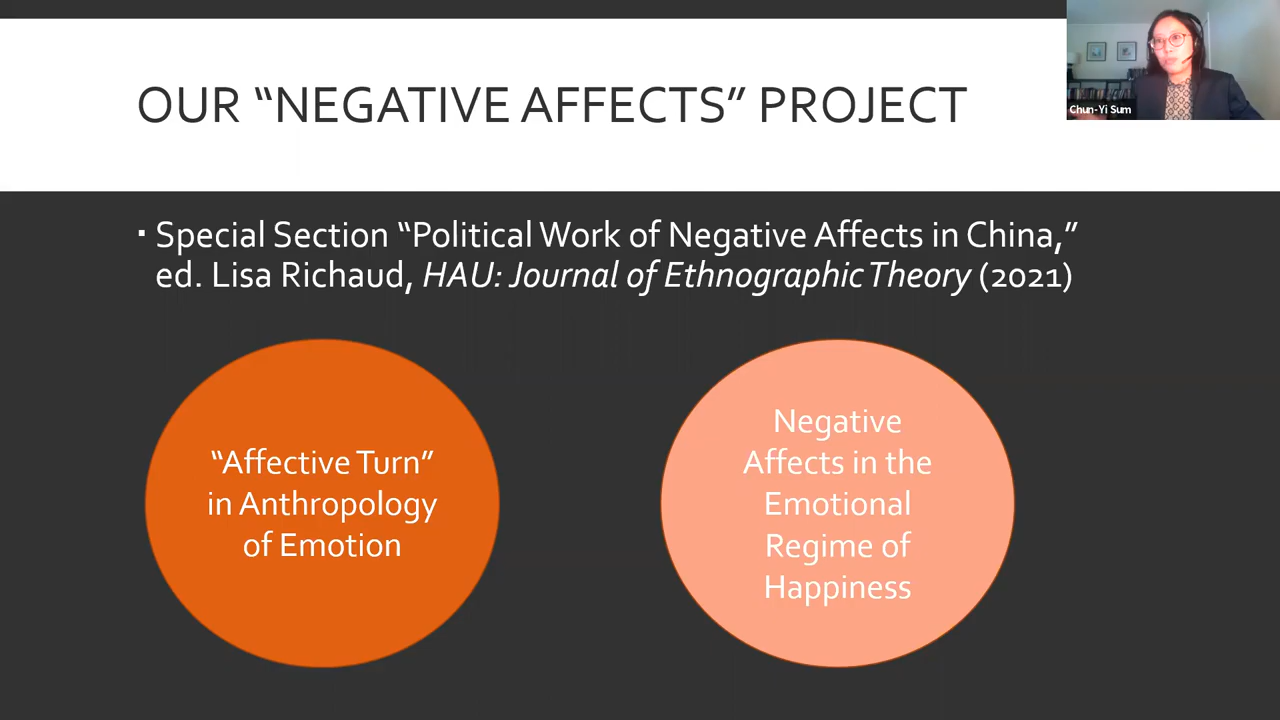 OUR “NEGATIVE AFFECTS” PROJECT
Chun-Yi Sum
▪ Special Section “Political Work of Negative Affects in China,”
ed. Lisa Richaud, HAU: Journal of Ethnographic Theory (2021)
“Affective Turn”
in Anthropology
of Emotion
Negative
Affects in the
Emotional
Regime of
Happiness